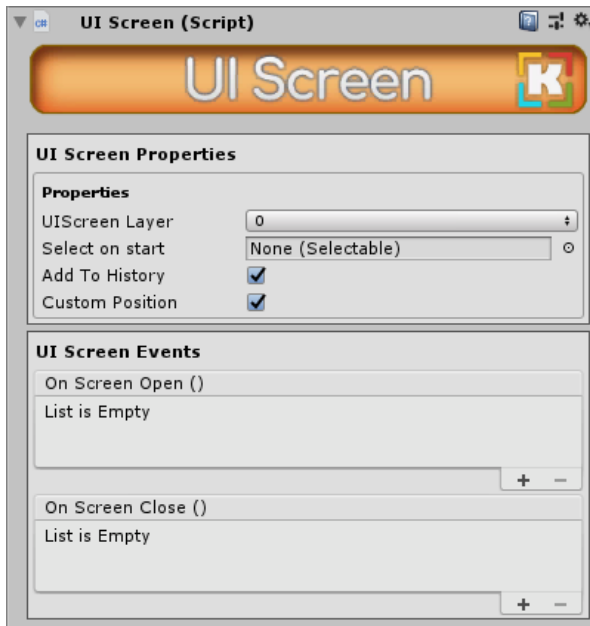 c#
UI Screen (Script)
UI Screen
K
UI Screen Properties
Properties
UIScreen Layer
0
Select on start
None (Selectable)
Add To History
Custom Position
UI Screen Events
On Screen Open ()
List is Empty
+ −
On Screen Close ()
List is Empty
+ −